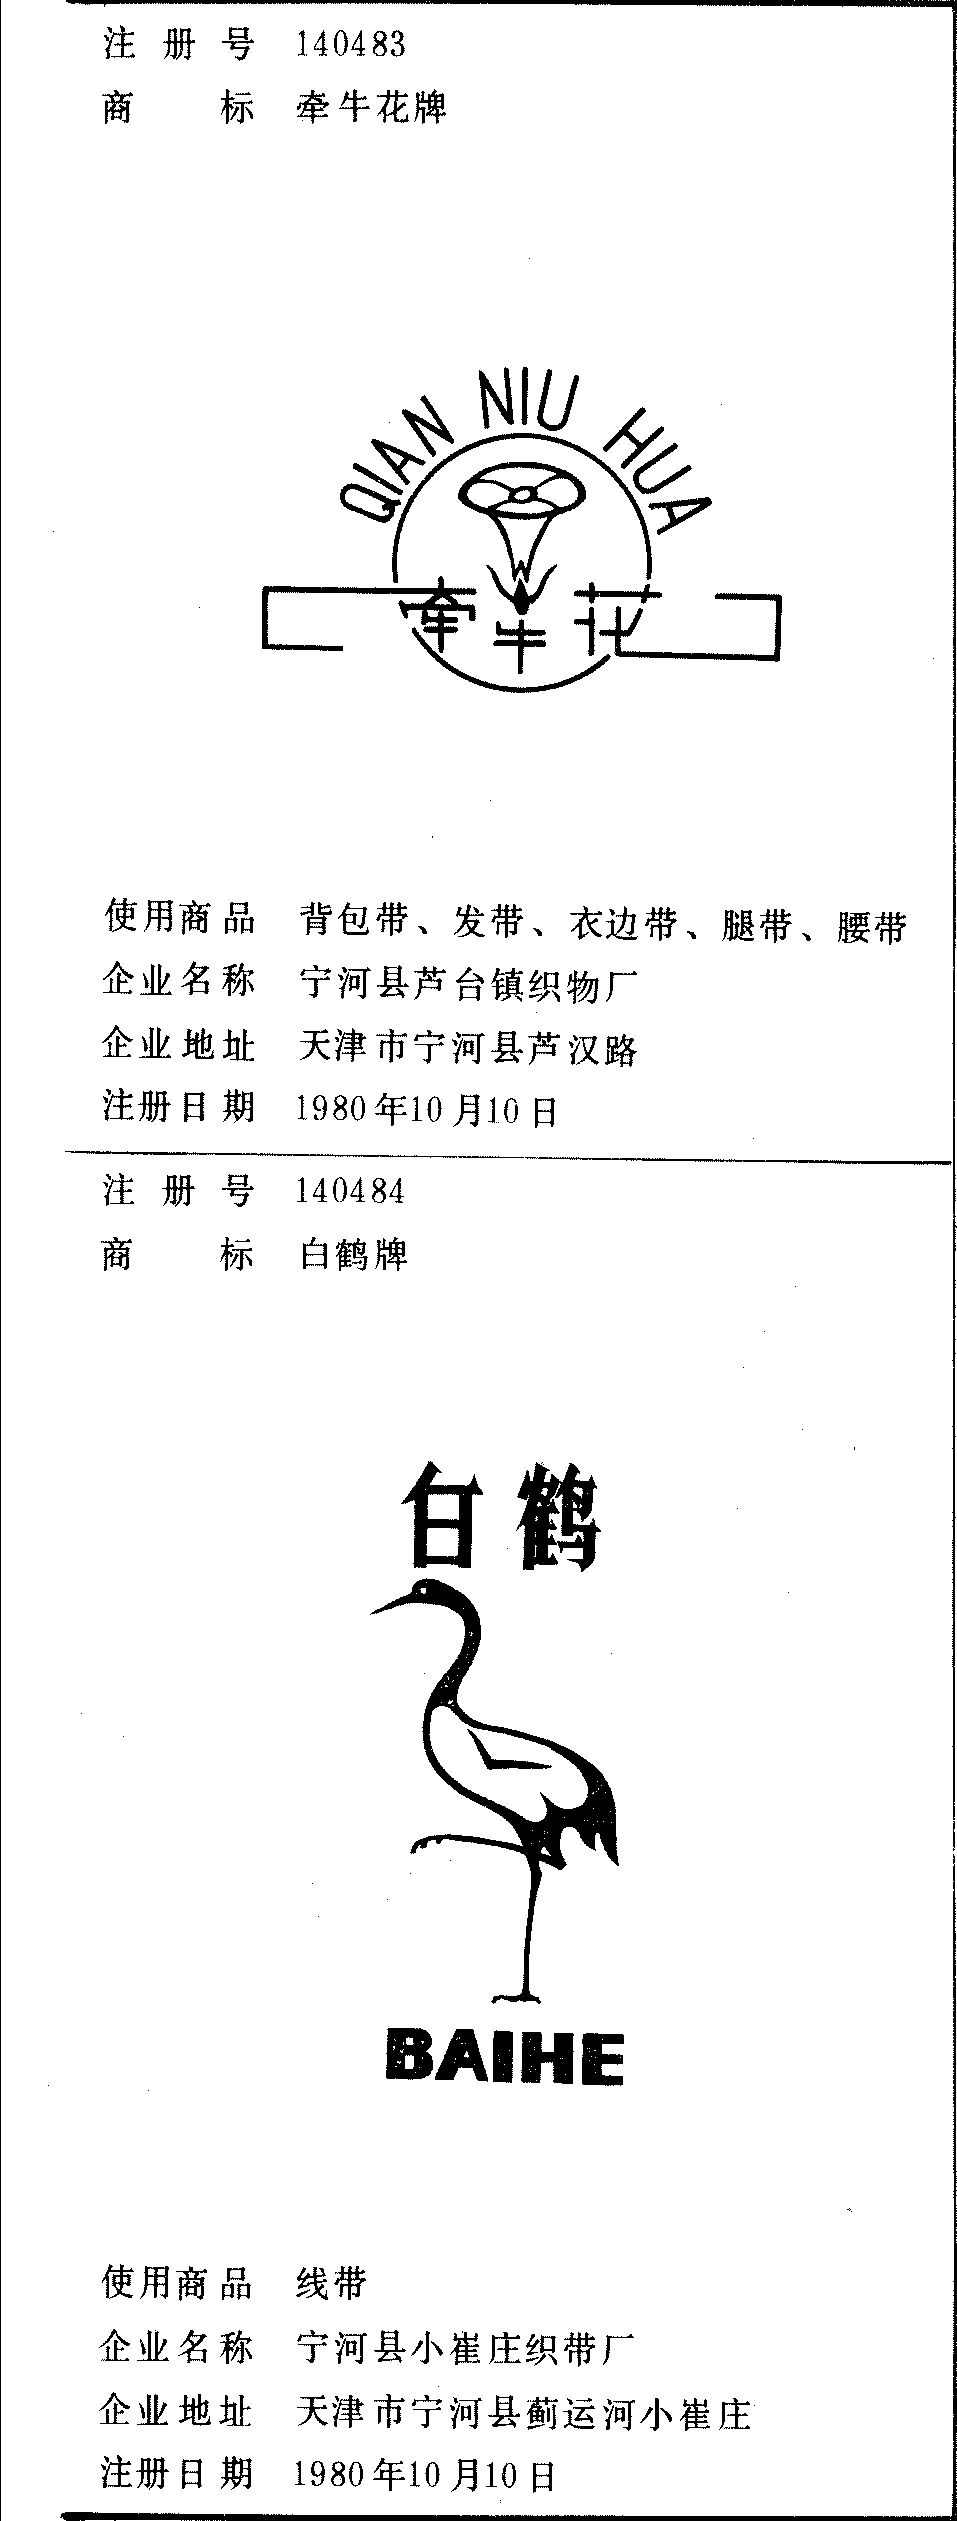 注册号 140483
商标 牵牛花牌
QIAN NIU HUA
牵牛花
使用商品 背包带、发带、衣边带、腿带、腰带
企业名称 宁河县芦台镇织物厂
企业地址 天津市宁河县芦汉路
注册日期 1980年10月10日
注册号 140484
商标 白鹤牌
白鹤
BAIHE
使用商品 线带
企业名称 宁河县小崔庄织带厂
企业地址 天津市宁河县蓟运河小崔庄
注册日期 1980年10月10日